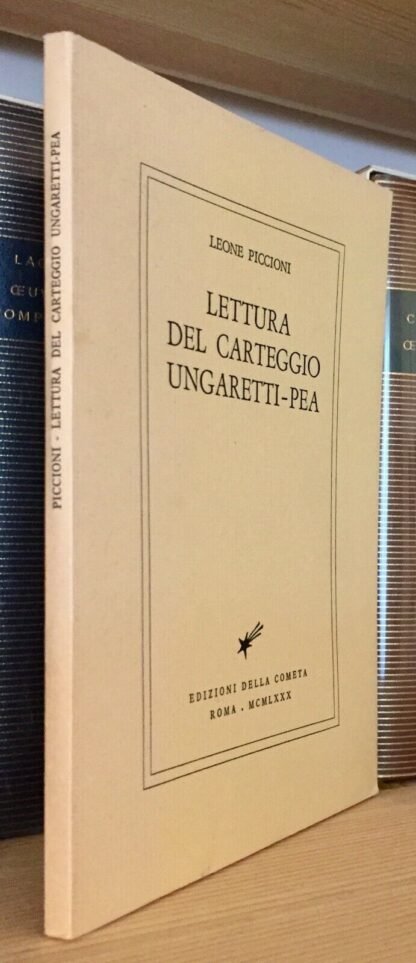 PICCIONI - LETTURA DEL CARTEGGIO UNGARETTI-PEA
LEONE PICCIONI
LETTURA
DEL CARTEGGIO
UNGARETTI-PEA
EDIZIONI DELLA COMETA
ROMA . MCMLXXX